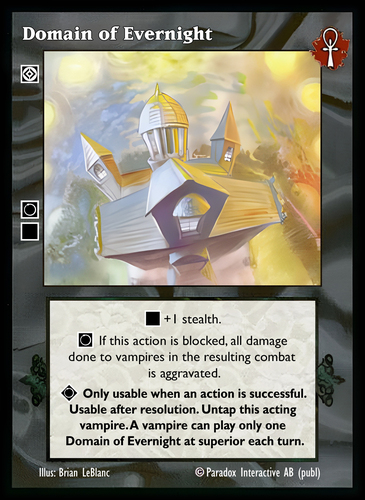 Domain of Evernight
+1 stealth.
If this action is blocked, all damage
done to vampires in the resulting combat
is aggravated.
Only usable when an action is successful.
Usable after resolution. Untap this acting
vampire. A vampire can play only one
Domain of Evernight at superior each turn.
Illus: Brian LeBlanc
© Paradox Interactive AB (publ)